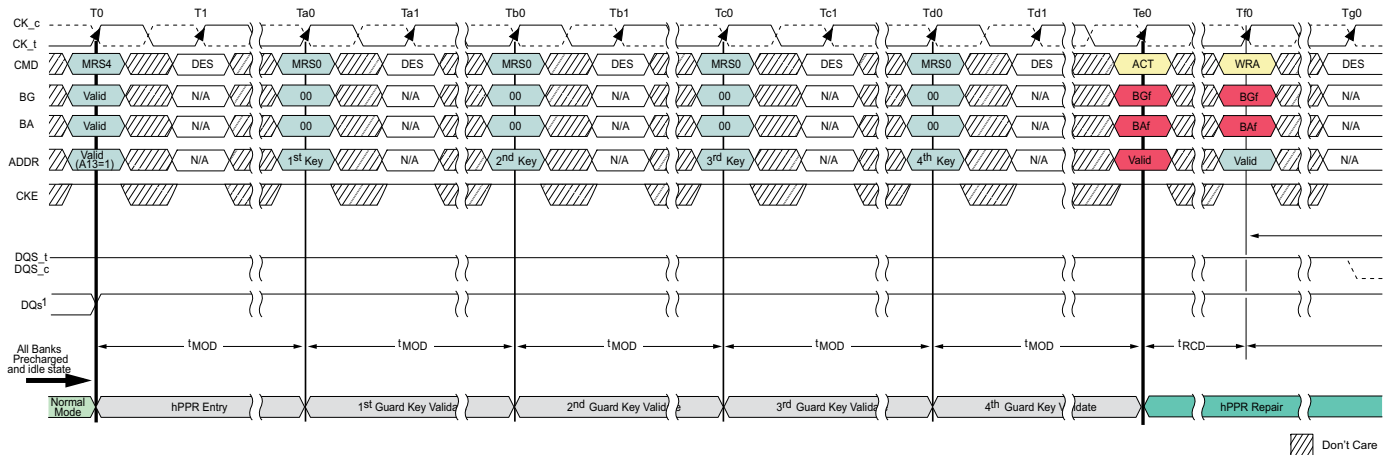 T0 T1 Ta0 Ta1 Tb0 Tb1 Tc0 Tc1 Td0 Td1 Te0 Tf0 Tg0
CK_c
CK_t
CMD MRS4 DES MRS0 DES MRS0 DES MRS0 DES MRS0 DES ACT WRA DES
BG Valid N/A 00 N/A 00 N/A 00 N/A 00 N/A BGf BGf N/A
BA Valid N/A 00 N/A 00 N/A 00 N/A 00 N/A BAf BAf N/A
ADDR Valid (A13=1) N/A 1st Key N/A 2nd Key N/A 3rd Key N/A 4th Key N/A Valid Valid N/A
CKE
DQS_t
DQS_c
DQs1
All Banks
Precharged
and idle state
tMOD tMOD tMOD tMOD tMOD tRCD
Normal Mode hPPR Entry 1st Guard Key Valida 2nd Guard Key Valid e 3rd Guard Key Valida 4th Guard Key V date hPPR Repair
Don't Care